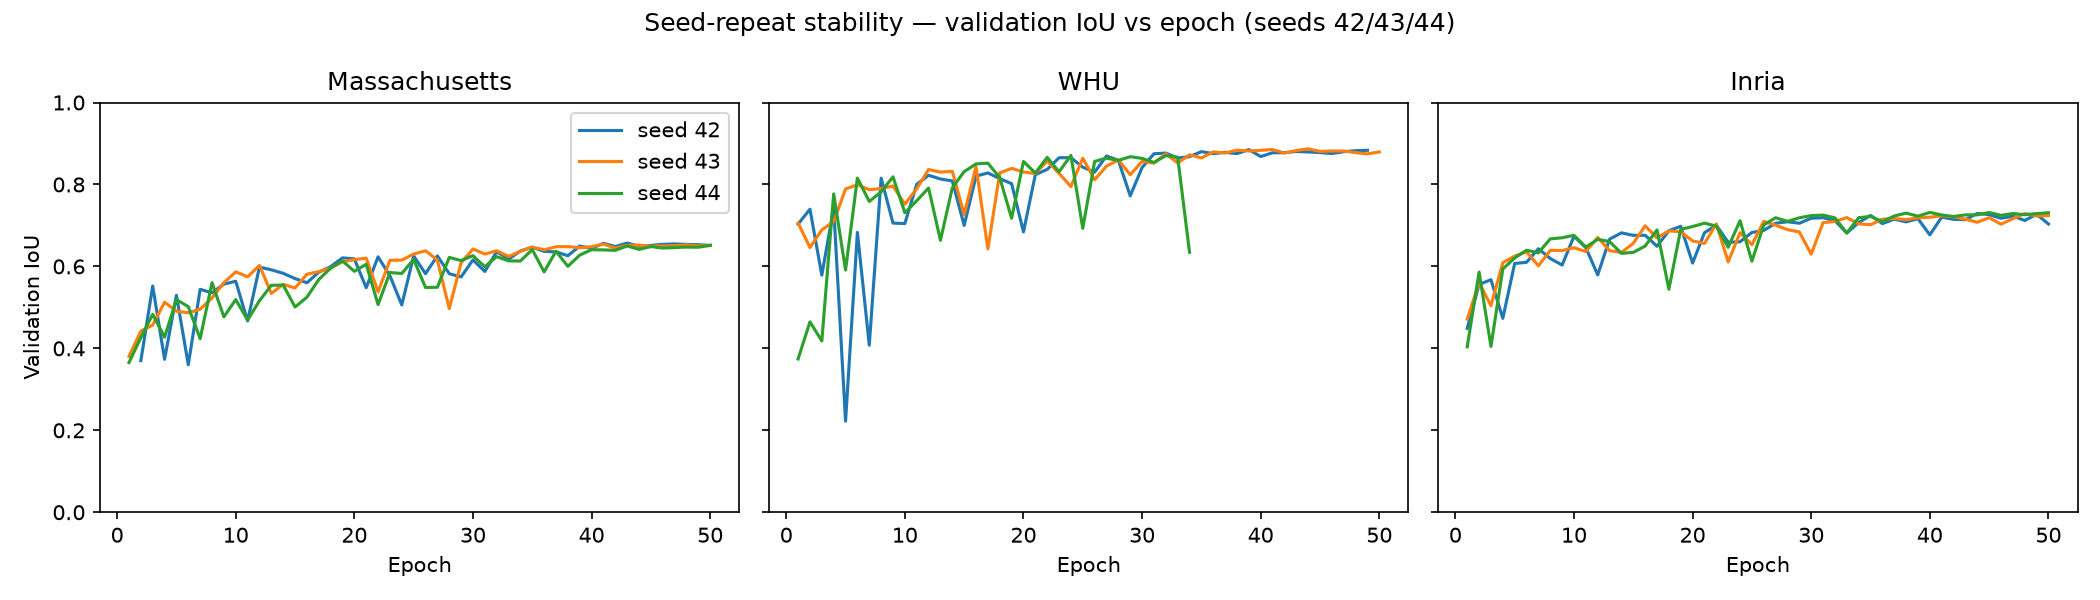 Seed-repeat stability — validation IoU vs epoch (seeds 42/43/44)
Massachusetts
WHU
Inria
seed 42
seed 43
seed 44
Validation IoU
1.0
0.8
0.6
0.4
0.2
0.0
0 10 20 30 40 50
0 10 20 30 40 50
0 10 20 30 40 50
Epoch
Epoch
Epoch